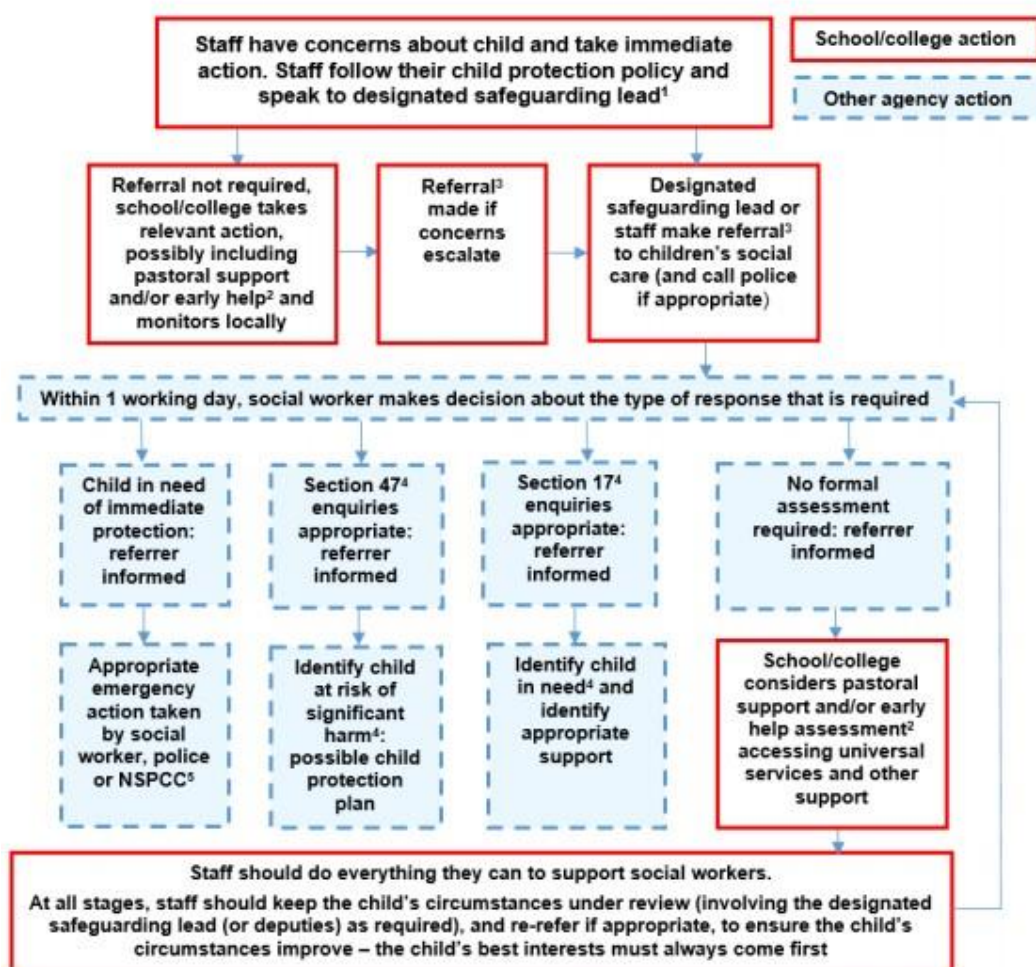 Staff have concerns about child and take immediate
action. Staff follow their child protection policy and
speak to designated safeguarding lead¹
School/college action
Other agency action
Referral not required,
school/college takes
relevant action,
possibly including
pastoral support
and/or early help² and
monitors locally
Referral³
made if
concerns
escalate
Designated
safeguarding lead or
staff make referral³
to children's social
care (and call police
if appropriate)
Within 1 working day, social worker makes decision about the type of response that is required
Child in need
of immediate
protection:
referrer
informed
Section 47⁴
enquiries
appropriate:
referrer
informed
Section 17⁴
enquiries
appropriate:
referrer
informed
No formal
assessment
required: referrer
informed
Appropriate
emergency
action taken
by social
worker, police
or NSPCC⁵
Identify child
at risk of
significant
harm⁴:
possible child
protection
plan
Identify child
in need⁴ and
identify
appropriate
support
School/college
considers pastoral
support and/or early
help assessment²
accessing universal
services and other
support
Staff should do everything they can to support social workers.
At all stages, staff should keep the child's circumstances under review (involving the designated
safeguarding lead (or deputies) as required), and re-refer if appropriate, to ensure the child's
circumstances improve – the child's best interests must always come first